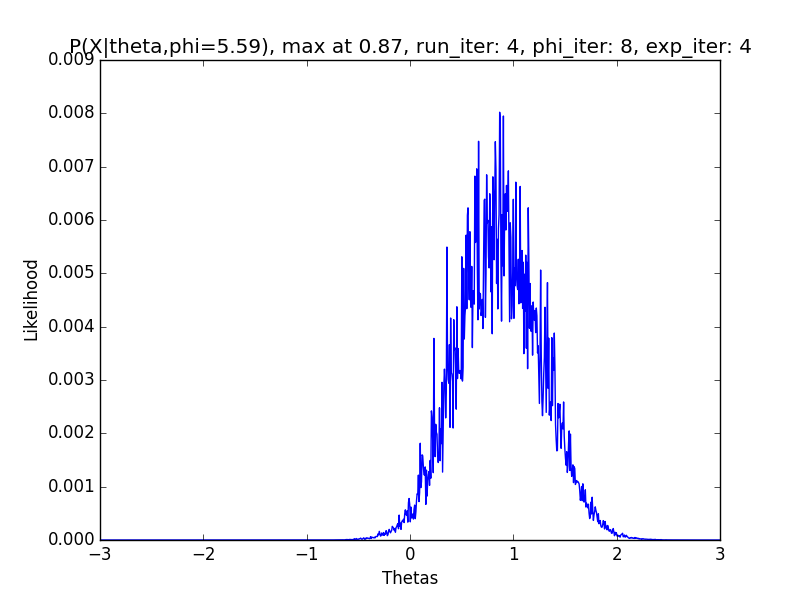 P(X|theta,phi=5.59), max at 0.87, run_iter: 4, phi_iter: 8, exp_iter: 4
0.009
0.008
0.007
0.006
0.005
0.004
0.003
0.002
0.001
0.000
Likelihood
−3 −2 −1 0 1 2 3
Thetas